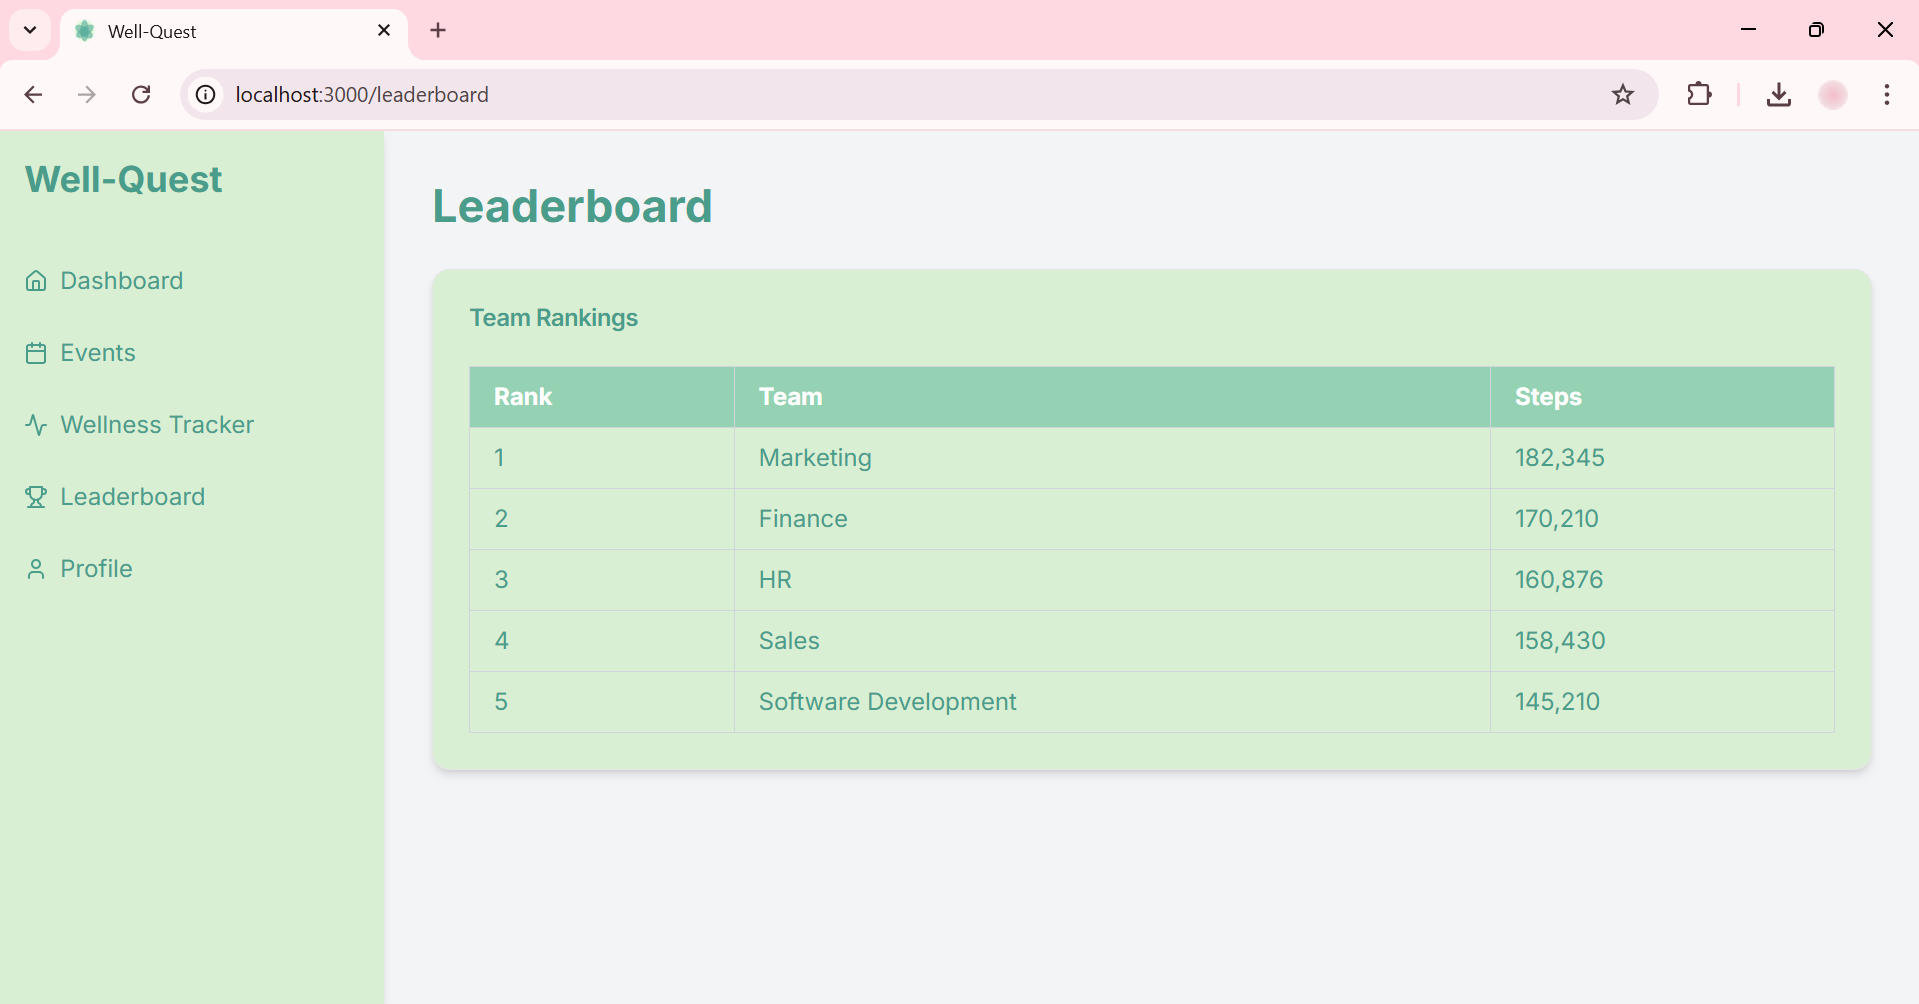 Well-Quest
localhost:3000/leaderboard
Well-Quest
Dashboard
Events
Wellness Tracker
Leaderboard
Profile
Leaderboard
Team Rankings
Rank Team Steps
1 Marketing 182,345
2 Finance 170,210
3 HR 160,876
4 Sales 158,430
5 Software Development 145,210